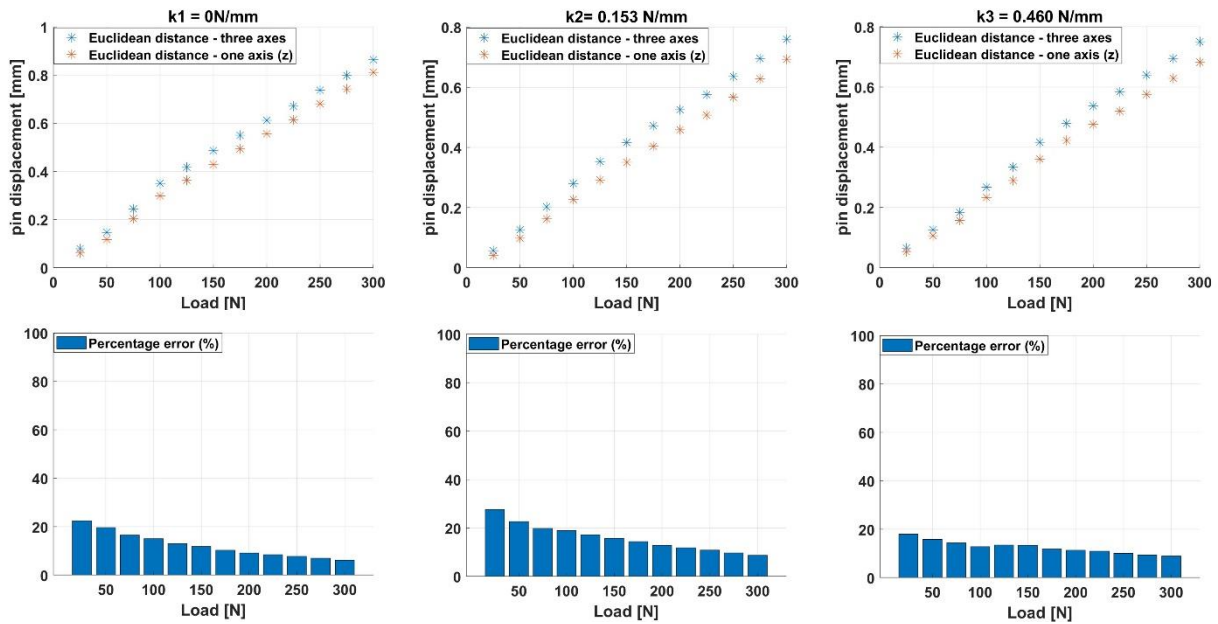 k1 = 0N/mm
Euclidean distance - three axes
Euclidean distance - one axis (z)
pin displacement [mm]
1
0.8
0.6
0.4
0.2
0
0 50 100 150 200 250 300
Load [N]
k2= 0.153 N/mm
Euclidean distance - three axes
Euclidean distance - one axis (z)
pin displacement [mm]
0.8
0.6
0.4
0.2
0
0 50 100 150 200 250 300
Load [N]
k3 = 0.460 N/mm
Euclidean distance - three axes
Euclidean distance - one axis (z)
pin displacement [mm]
0.8
0.6
0.4
0.2
0
0 50 100 150 200 250 300
Load [N]
Percentage error (%)
100
80
60
40
20
0
50 100 150 200 250 300
Load [N]
Percentage error (%)
100
80
60
40
20
0
50 100 150 200 250 300
Load [N]
Percentage error (%)
100
80
60
40
20
0
50 100 150 200 250 300
Load [N]